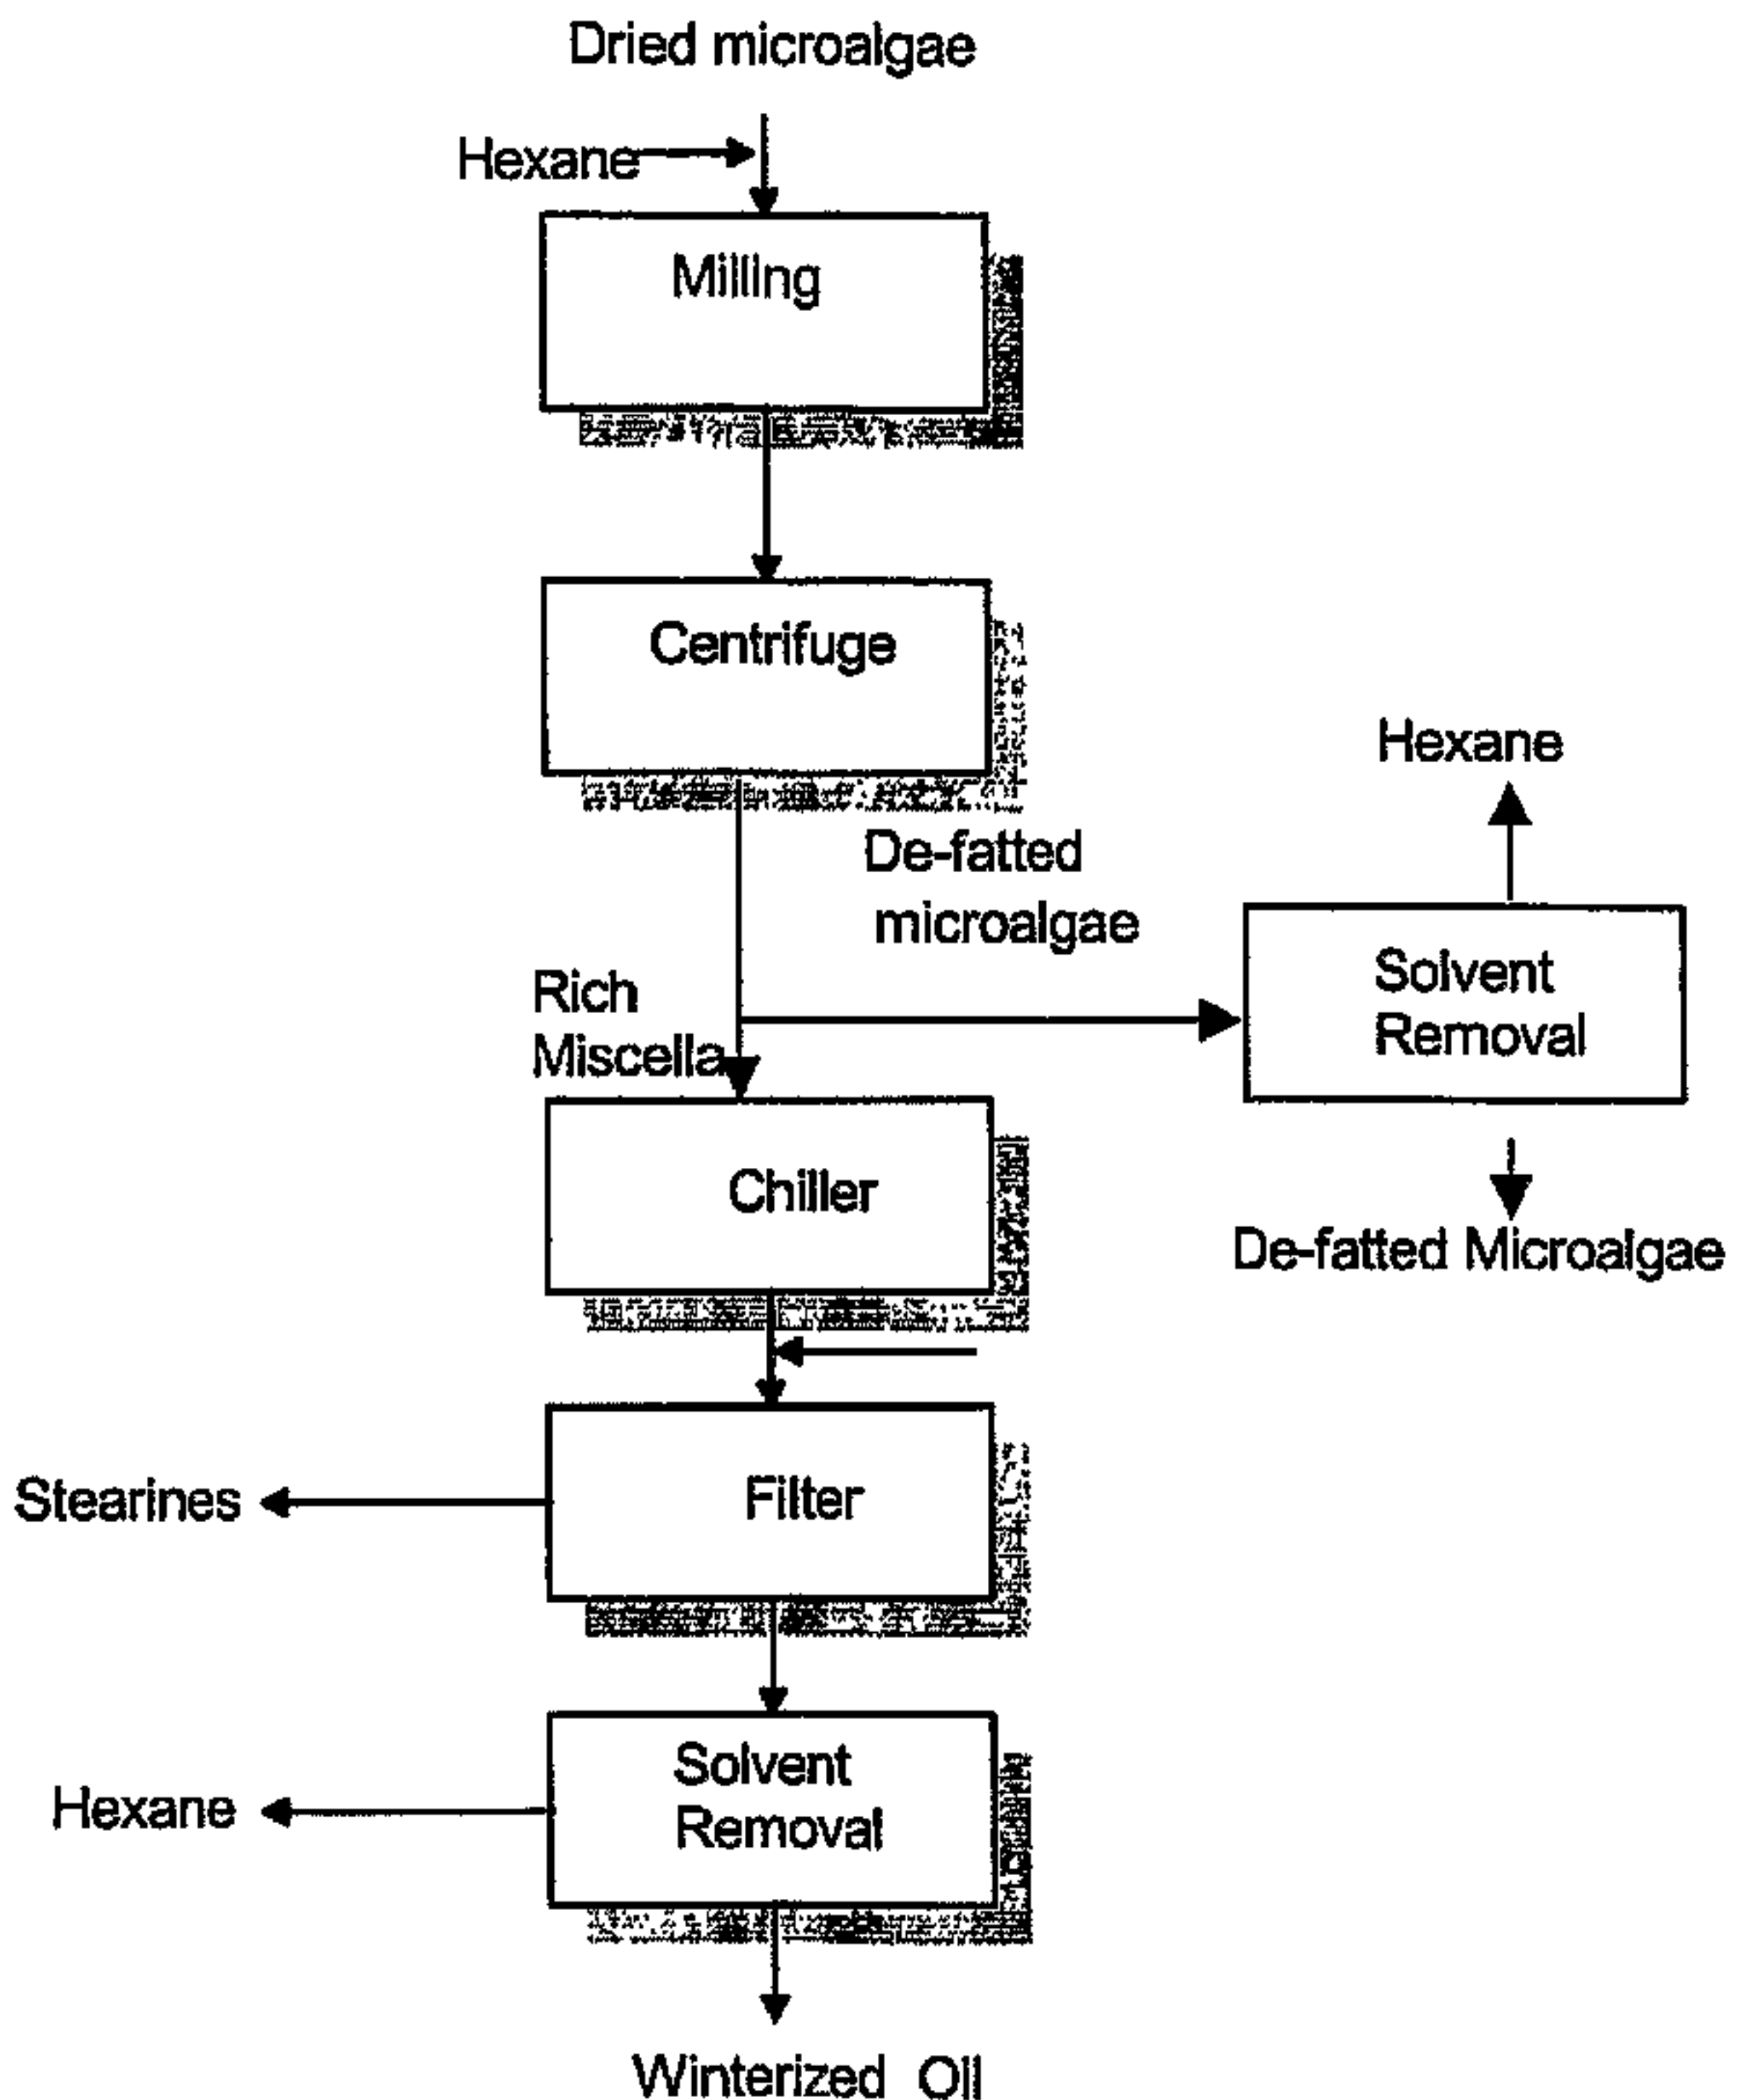 Dried microalgae
Hexane
Milling
Centrifuge
Hexane
De-fatted
microalgae
Solvent
Removal
Rich
Miscella
Chiller
De-fatted Microalgae
Filter
Stearines
Solvent
Removal
Hexane
Winterized Oil